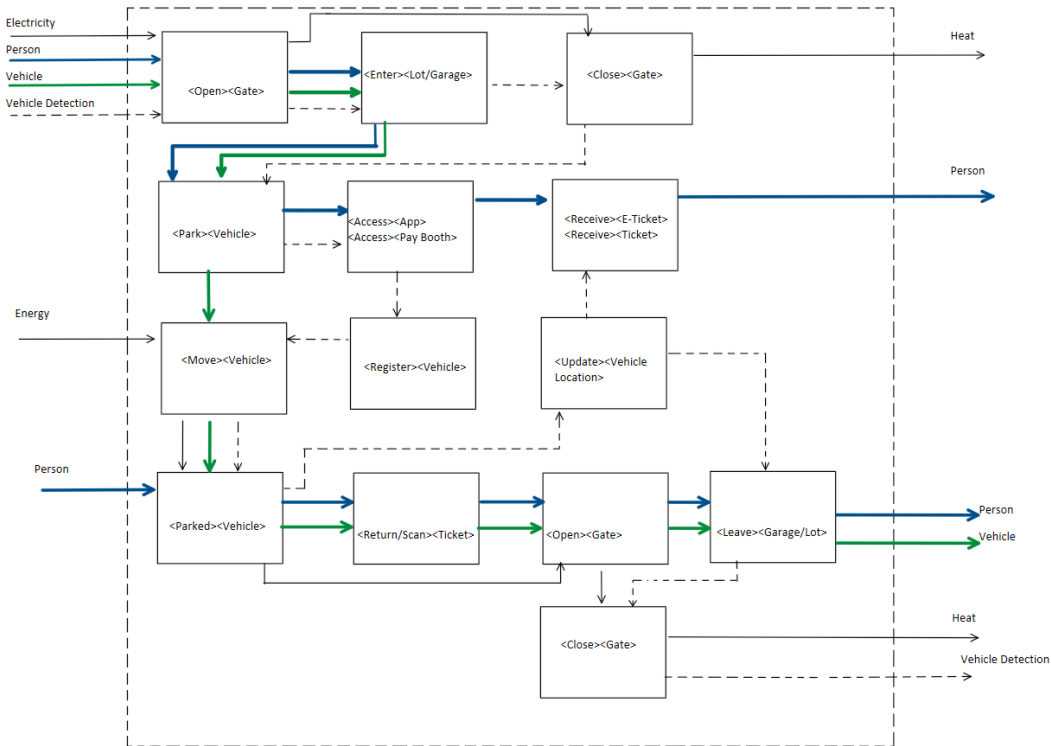 Electricity
Person
Vehicle
Vehicle Detection
<Open><Gate>
<Enter><Lot/Garage>
<Close><Gate>
Heat
<Park><Vehicle>
<Access><App>
<Access><Pay Booth>
<Receive><E-Ticket>
<Receive><Ticket>
Person
Energy
<Move><Vehicle>
<Register><Vehicle>
<Update><Vehicle
Location>
Person
<Parked><Vehicle>
<Return/Scan><Ticket>
<Open><Gate>
<Leave><Garage/Lot>
Person
Vehicle
<Close><Gate>
Heat
Vehicle Detection